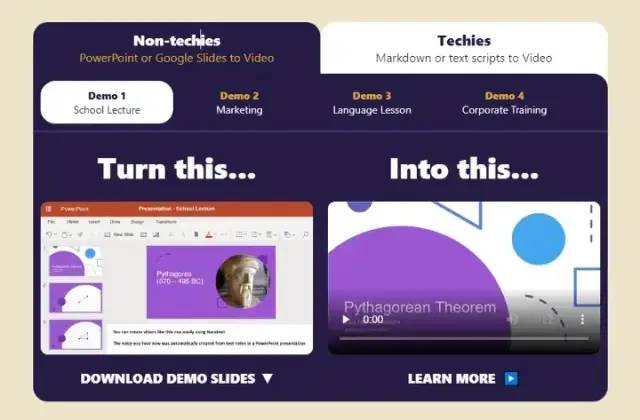 Non-techies
PowerPoint or Google Slides to Video
Techies
Markdown or text scripts to Video
Demo 1
School Lecture
Demo 2
Marketing
Demo 3
Language Lesson
Demo 4
Corporate Training
Turn this...
Into this...
PowerPoint
Presentation - School Lecture
File Home Insert Draw Design Transitions
New Slide
Pythagoras
(570 – 495 BC)
You can create videos like this one easily using Narakeet
The voice you hear now was automatically created from text notes in a PowerPoint presentation
Pythagorean Theorem
0:00
DOWNLOAD DEMO SLIDES ▼
LEARN MORE ▶